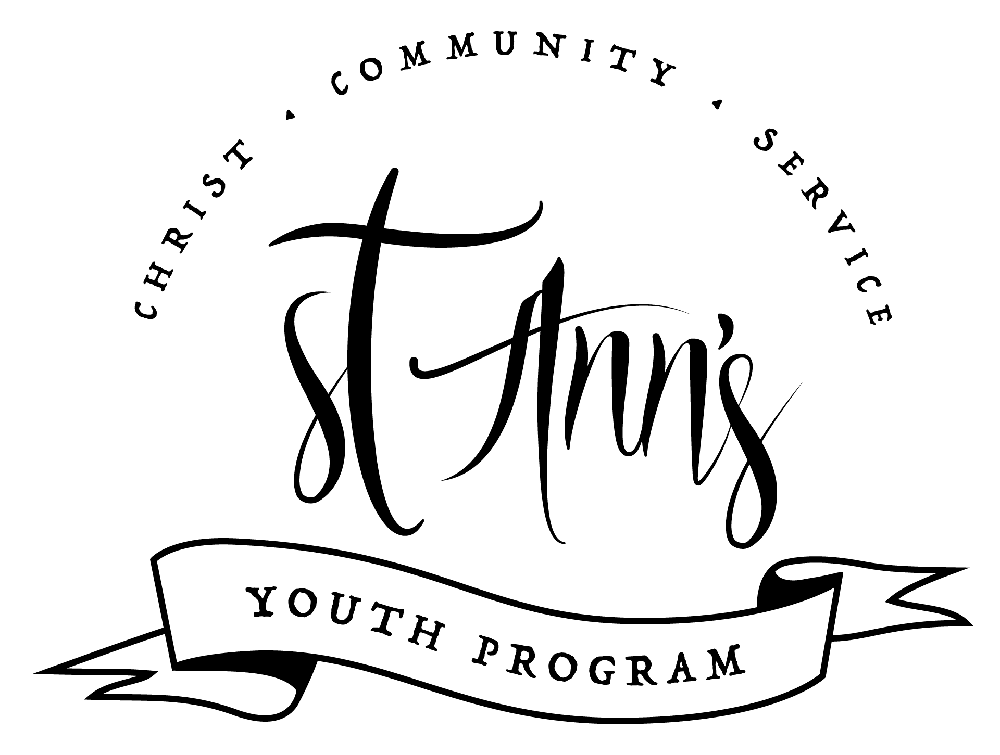 CHRIST ▴ COMMUNITY ▴ SERVICE
st Ann's
YOUTH PROGRAM